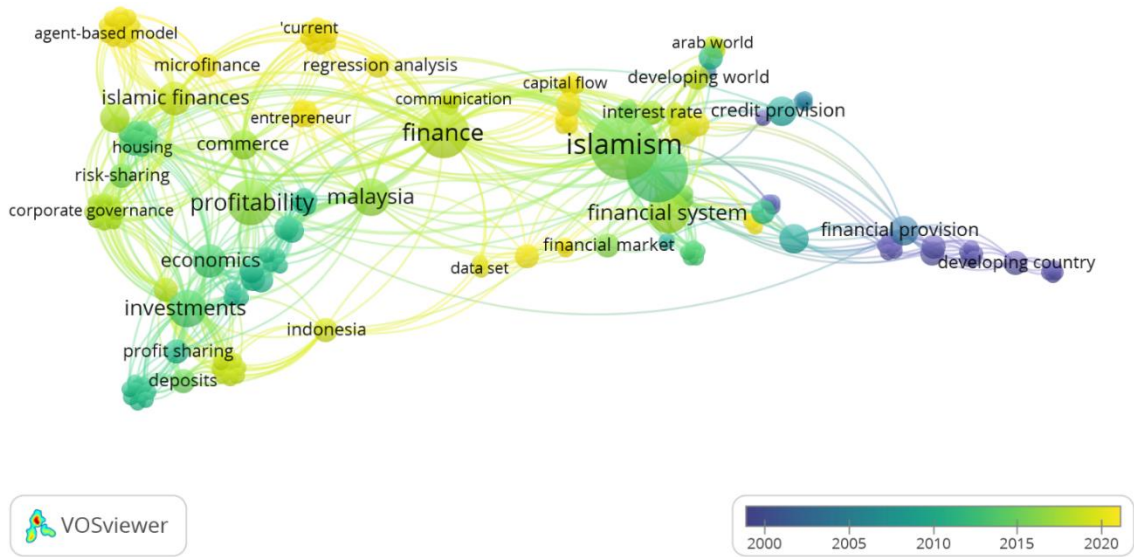 agent-based model
'current
arab world
microfinance
regression analysis
developing world
capital flow
islamic finances
communication
interest rate
credit provision
entrepreneur
finance
housing
commerce
islamism
risk-sharing
profitability
malaysia
corporate governance
financial system
financial provision
economics
financial market
data set
developing country
investments
indonesia
profit sharing
deposits
VOSviewer
2000 2005 2010 2015 2020